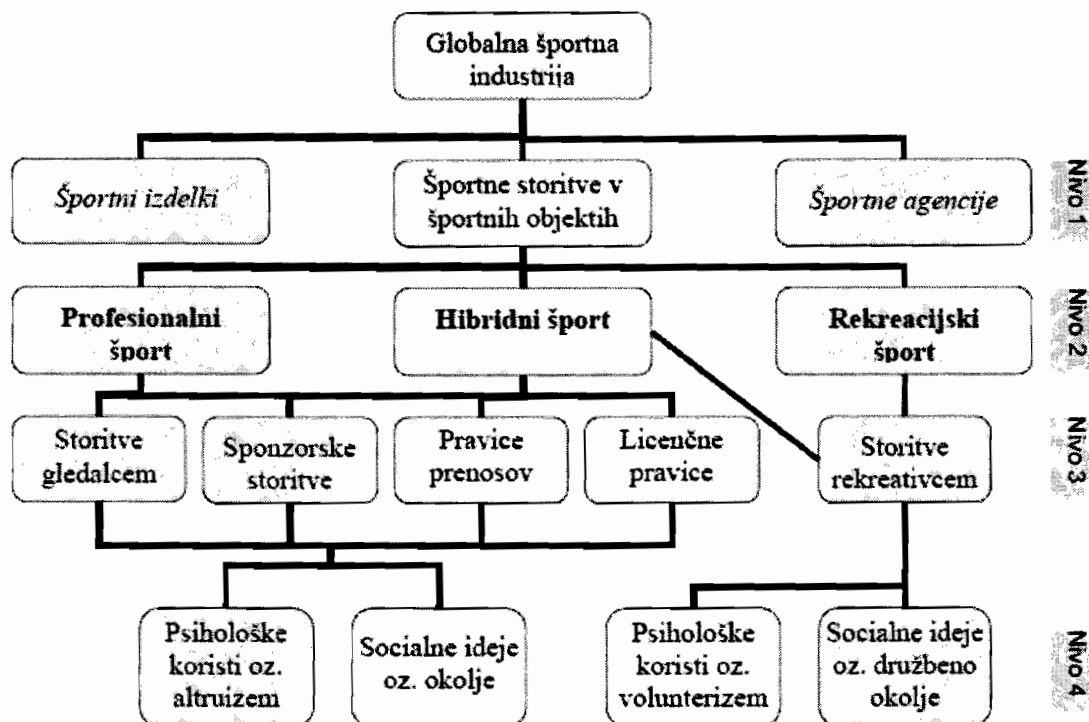 Globalna športna
industrija
Športni izdelki
Športne storitve v
športnih objektih
Športne agencije
Nivo 1
Profesionalni
šport
Hibridni šport
Rekreacijski
šport
Nivo 2
Storitve
gledalcem
Sponzorske
storitve
Pravice
prenosov
Licenčne
pravice
Storitve
rekreativcem
Nivo 3
Psihološke
koristi oz.
altruizem
Socialne ideje
oz. okolje
Psihološke
koristi oz.
volunterizem
Socialne ideje
oz. družbeno
okolje
Nivo 4